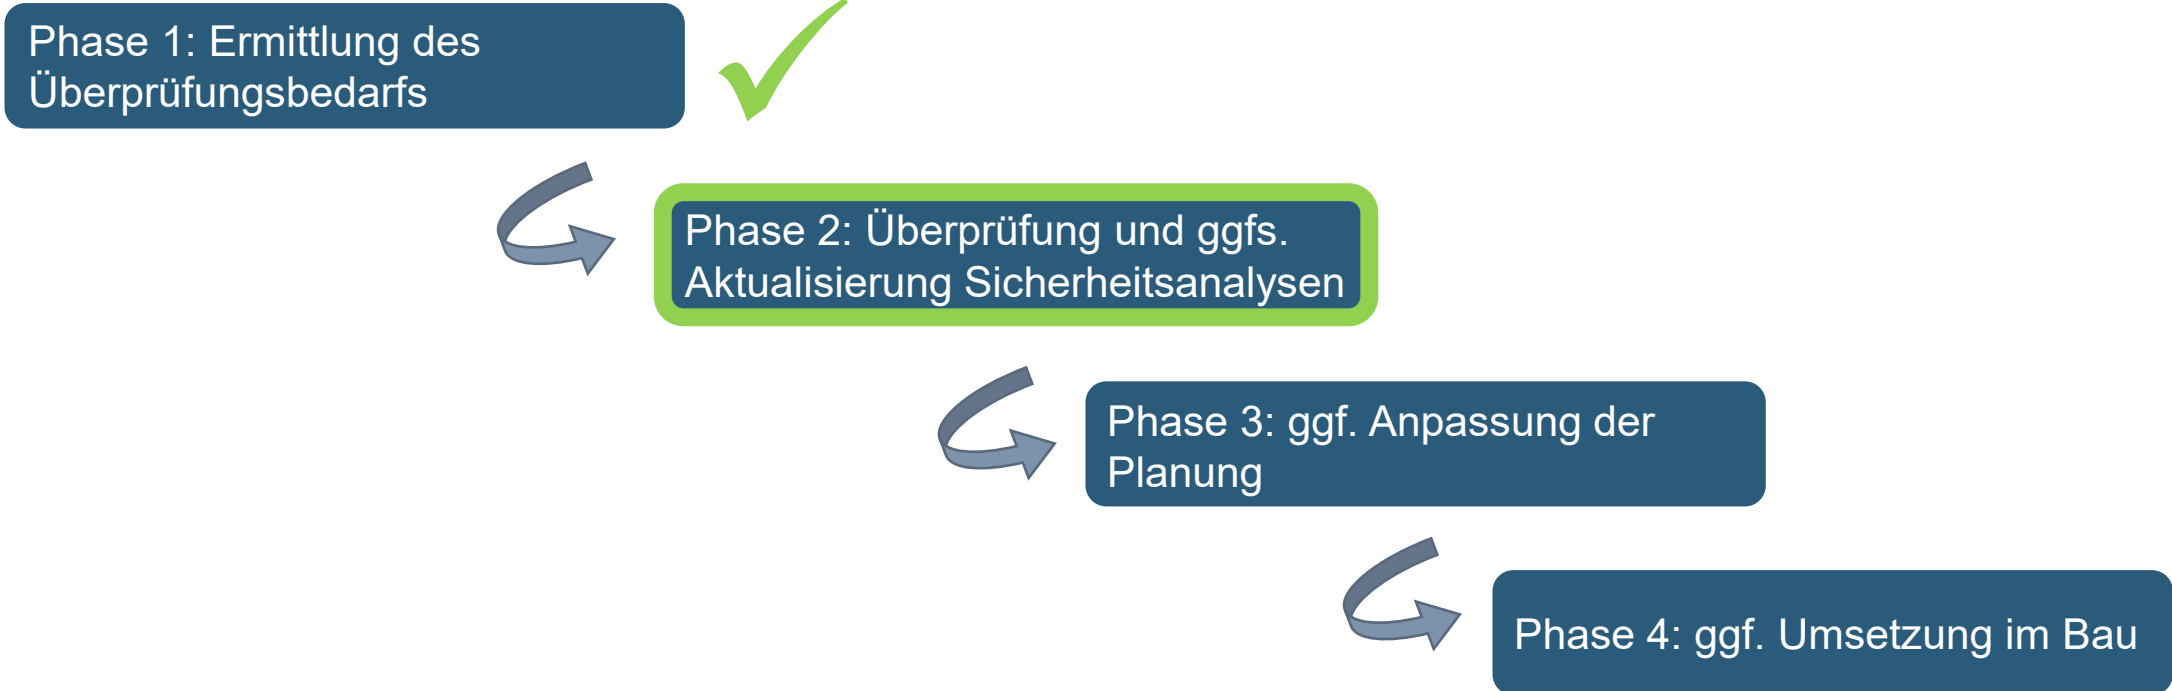 Phase 1: Ermittlung des
Überprüfungsbedarfs
Phase 2: Überprüfung und ggfs.
Aktualisierung Sicherheitsanalysen
Phase 3: ggf. Anpassung der
Planung
Phase 4: ggf. Umsetzung im Bau